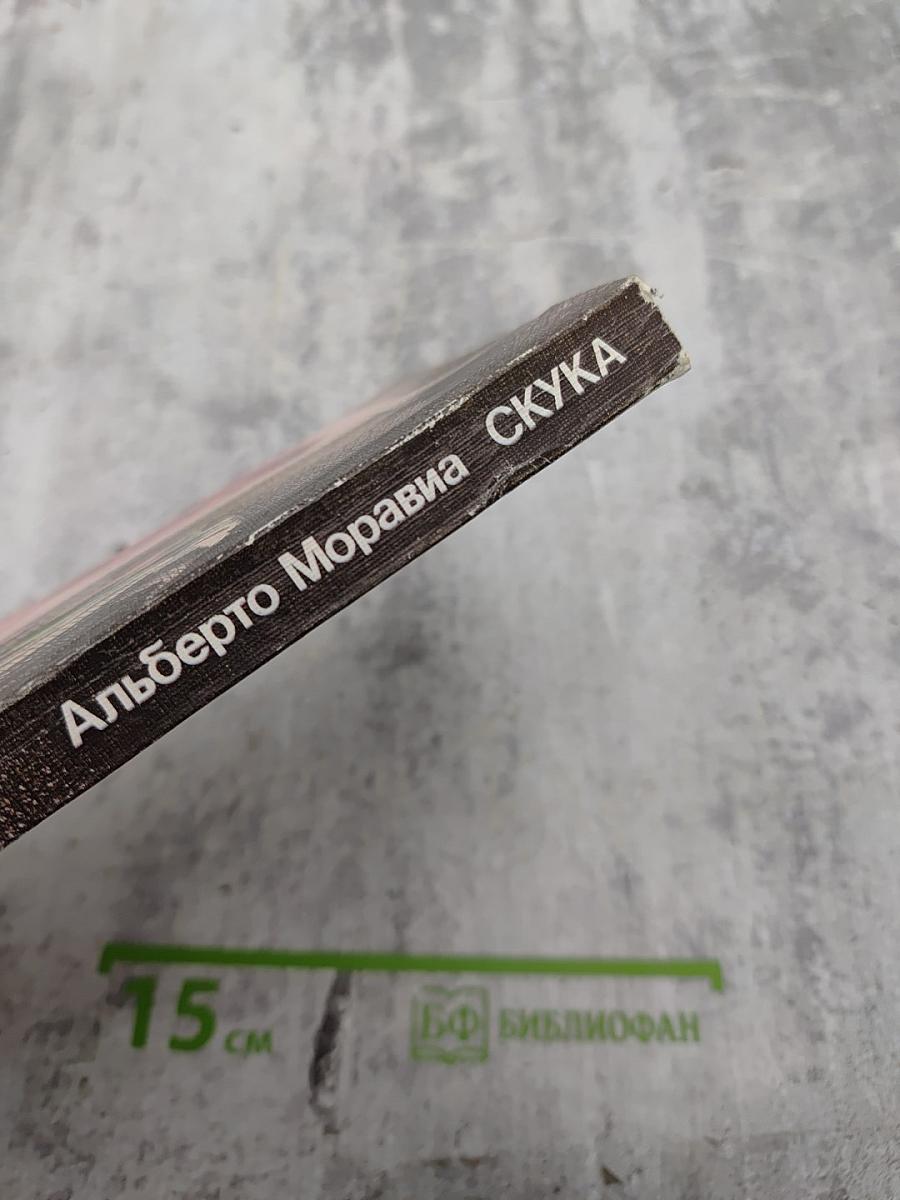 Альберто Моравиа СКУКА
15 см
БФ БИБЛИОФАН